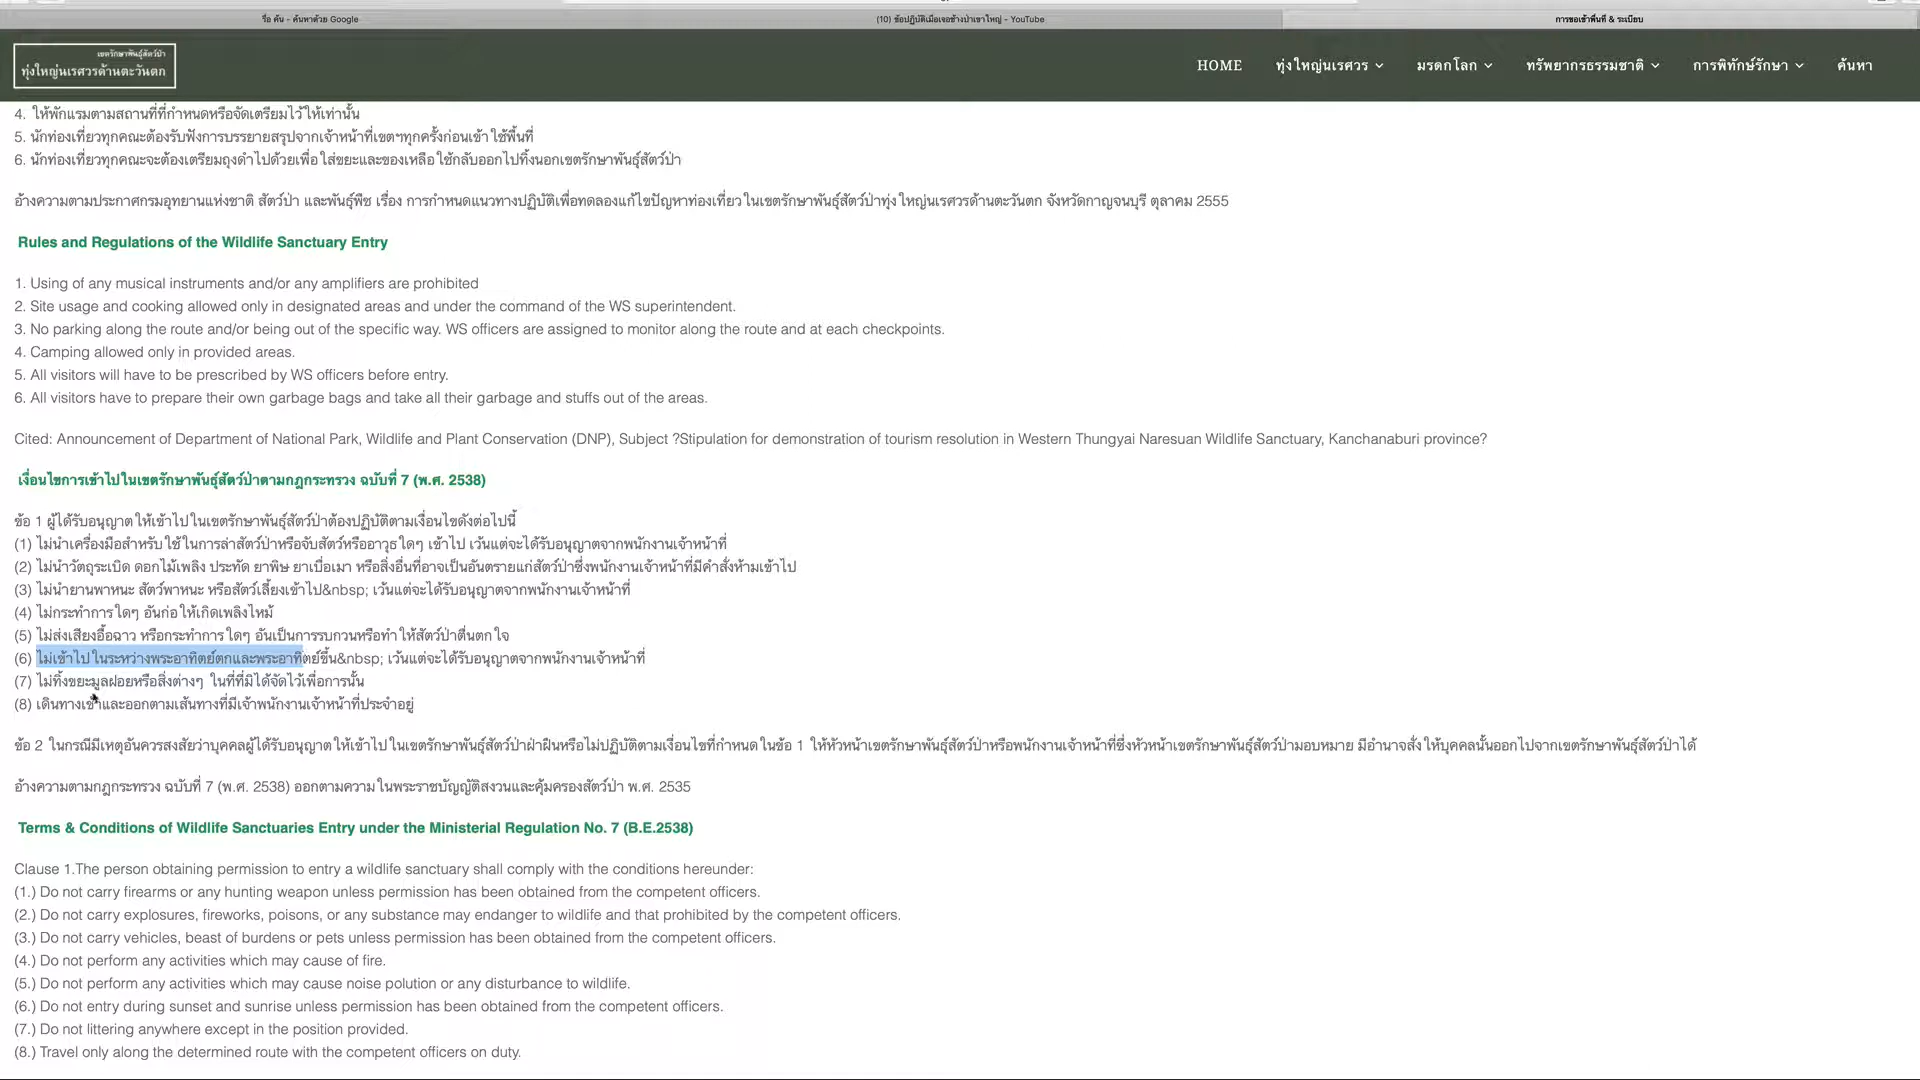 รื้อ ค้น - ค้นหาด้วย Google
(10) ข้อปฏิบัติเมื่อเจอช้างป่าเขาใหญ่ - YouTube
การขอเข้าพื้นที่ & ระเบียบ
เขตรักษาพันธุ์สัตว์ป่า
ทุ่งใหญ่นเรศวรด้านตะวันตก
HOME
ทุ่งใหญ่นเรศวร
มรดกโลก
ทรัพยากรธรรมชาติ
การพิทักษ์รักษา
ค้นหา
4. ให้พักแรมตามสถานที่ที่กำหนดหรือจัดเตรียมไว้ให้เท่านั้น
5. นักท่องเที่ยวทุกคณะต้องรับฟังการบรรยายสรุปจากเจ้าหน้าที่เขตฯทุกครั้งก่อนเข้าใช้พื้นที่
6. นักท่องเที่ยวทุกคณะจะต้องเตรียมถุงดำไปด้วยเพื่อใส่ขยะและของเหลือใช้กลับออกไปทิ้งนอกเขตรักษาพันธุ์สัตว์ป่า
อ้างความตามประกาศกรมอุทยานแห่งชาติ สัตว์ป่า และพันธุ์พืช เรื่อง การกำหนดแนวทางปฏิบัติเพื่อทดลองแก้ไขปัญหาท่องเที่ยวในเขตรักษาพันธุ์สัตว์ป่าทุ่งใหญ่นเรศวรด้านตะวันตก จังหวัดกาญจนบุรี ตุลาคม 2555
Rules and Regulations of the Wildlife Sanctuary Entry
1. Using of any musical instruments and/or any amplifiers are prohibited
2. Site usage and cooking allowed only in designated areas and under the command of the WS superintendent.
3. No parking along the route and/or being out of the specific way. WS officers are assigned to monitor along the route and at each checkpoints.
4. Camping allowed only in provided areas.
5. All visitors will have to be prescribed by WS officers before entry.
6. All visitors have to prepare their own garbage bags and take all their garbage and stuffs out of the areas.
Cited: Announcement of Department of National Park, Wildlife and Plant Conservation (DNP), Subject ?Stipulation for demonstration of tourism resolution in Western Thungyai Naresuan Wildlife Sanctuary, Kanchanaburi province?
เงื่อนไขการเข้าไปในเขตรักษาพันธุ์สัตว์ป่าตามกฎกระทรวง ฉบับที่ 7 (พ.ศ. 2538)
ข้อ 1 ผู้ได้รับอนุญาตให้เข้าไปในเขตรักษาพันธุ์สัตว์ป่าต้องปฏิบัติตามเงื่อนไขดังต่อไปนี้
(1) ไม่นำเครื่องมือสำหรับใช้ในการล่าสัตว์ป่าหรือจับสัตว์หรืออาวุธใดๆ เข้าไป เว้นแต่จะได้รับอนุญาตจากพนักงานเจ้าหน้าที่
(2) ไม่นำวัตถุระเบิด ดอกไม้เพลิง ประทัด ยาพิษ ยาเบื่อเมา หรือสิ่งอื่นที่อาจเป็นอันตรายแก่สัตว์ป่าซึ่งพนักงานเจ้าหน้าที่มีคำสั่งห้ามเข้าไป
(3) ไม่นำยานพาหนะ สัตว์พาหนะ หรือสัตว์เลี้ยงเข้าไป&nbsp; เว้นแต่จะได้รับอนุญาตจากพนักงานเจ้าหน้าที่
(4) ไม่กระทำการใดๆ อันก่อให้เกิดเพลิงไหม้
(5) ไม่ส่งเสียงอื้อฉาว หรือกระทำการใดๆ อันเป็นการรบกวนหรือทำให้สัตว์ป่าตื่นตกใจ
(6) ไม่เข้าไปในระหว่างพระอาทิตย์ตกและพระอาทิตย์ขึ้น&nbsp; เว้นแต่จะได้รับอนุญาตจากพนักงานเจ้าหน้าที่
(7) ไม่ทิ้งขยะมูลฝอยหรือสิ่งต่างๆ ในที่ที่มิได้จัดไว้เพื่อการนั้น
(8) เดินทางเข้าและออกตามเส้นทางที่มีเจ้าพนักงานเจ้าหน้าที่ประจำอยู่
ข้อ 2 ในกรณีมีเหตุอันควรสงสัยว่าบุคคลผู้ได้รับอนุญาตให้เข้าไปในเขตรักษาพันธุ์สัตว์ป่าฝ่าฝืนหรือไม่ปฏิบัติตามเงื่อนไขที่กำหนดในข้อ 1 ให้หัวหน้าเขตรักษาพันธุ์สัตว์ป่าหรือพนักงานเจ้าหน้าที่ซึ่งหัวหน้าเขตรักษาพันธุ์สัตว์ป่ามอบหมาย มีอำนาจสั่งให้บุคคลนั้นออกไปจากเขตรักษาพันธุ์สัตว์ป่าได้
อ้างความตามกฎกระทรวง ฉบับที่ 7 (พ.ศ. 2538) ออกตามความในพระราชบัญญัติสงวนและคุ้มครองสัตว์ป่า พ.ศ. 2535
Terms & Conditions of Wildlife Sanctuaries Entry under the Ministerial Regulation No. 7 (B.E.2538)
Clause 1.The person obtaining permission to entry a wildlife sanctuary shall comply with the conditions hereunder:
(1.) Do not carry firearms or any hunting weapon unless permission has been obtained from the competent officers.
(2.) Do not carry explosures, fireworks, poisons, or any substance may endanger to wildlife and that prohibited by the competent officers.
(3.) Do not carry vehicles, beast of burdens or pets unless permission has been obtained from the competent officers.
(4.) Do not perform any activities which may cause of fire.
(5.) Do not perform any activities which may cause noise polution or any disturbance to wildlife.
(6.) Do not entry during sunset and sunrise unless permission has been obtained from the competent officers.
(7.) Do not littering anywhere except in the position provided.
(8.) Travel only along the determined route with the competent officers on duty.